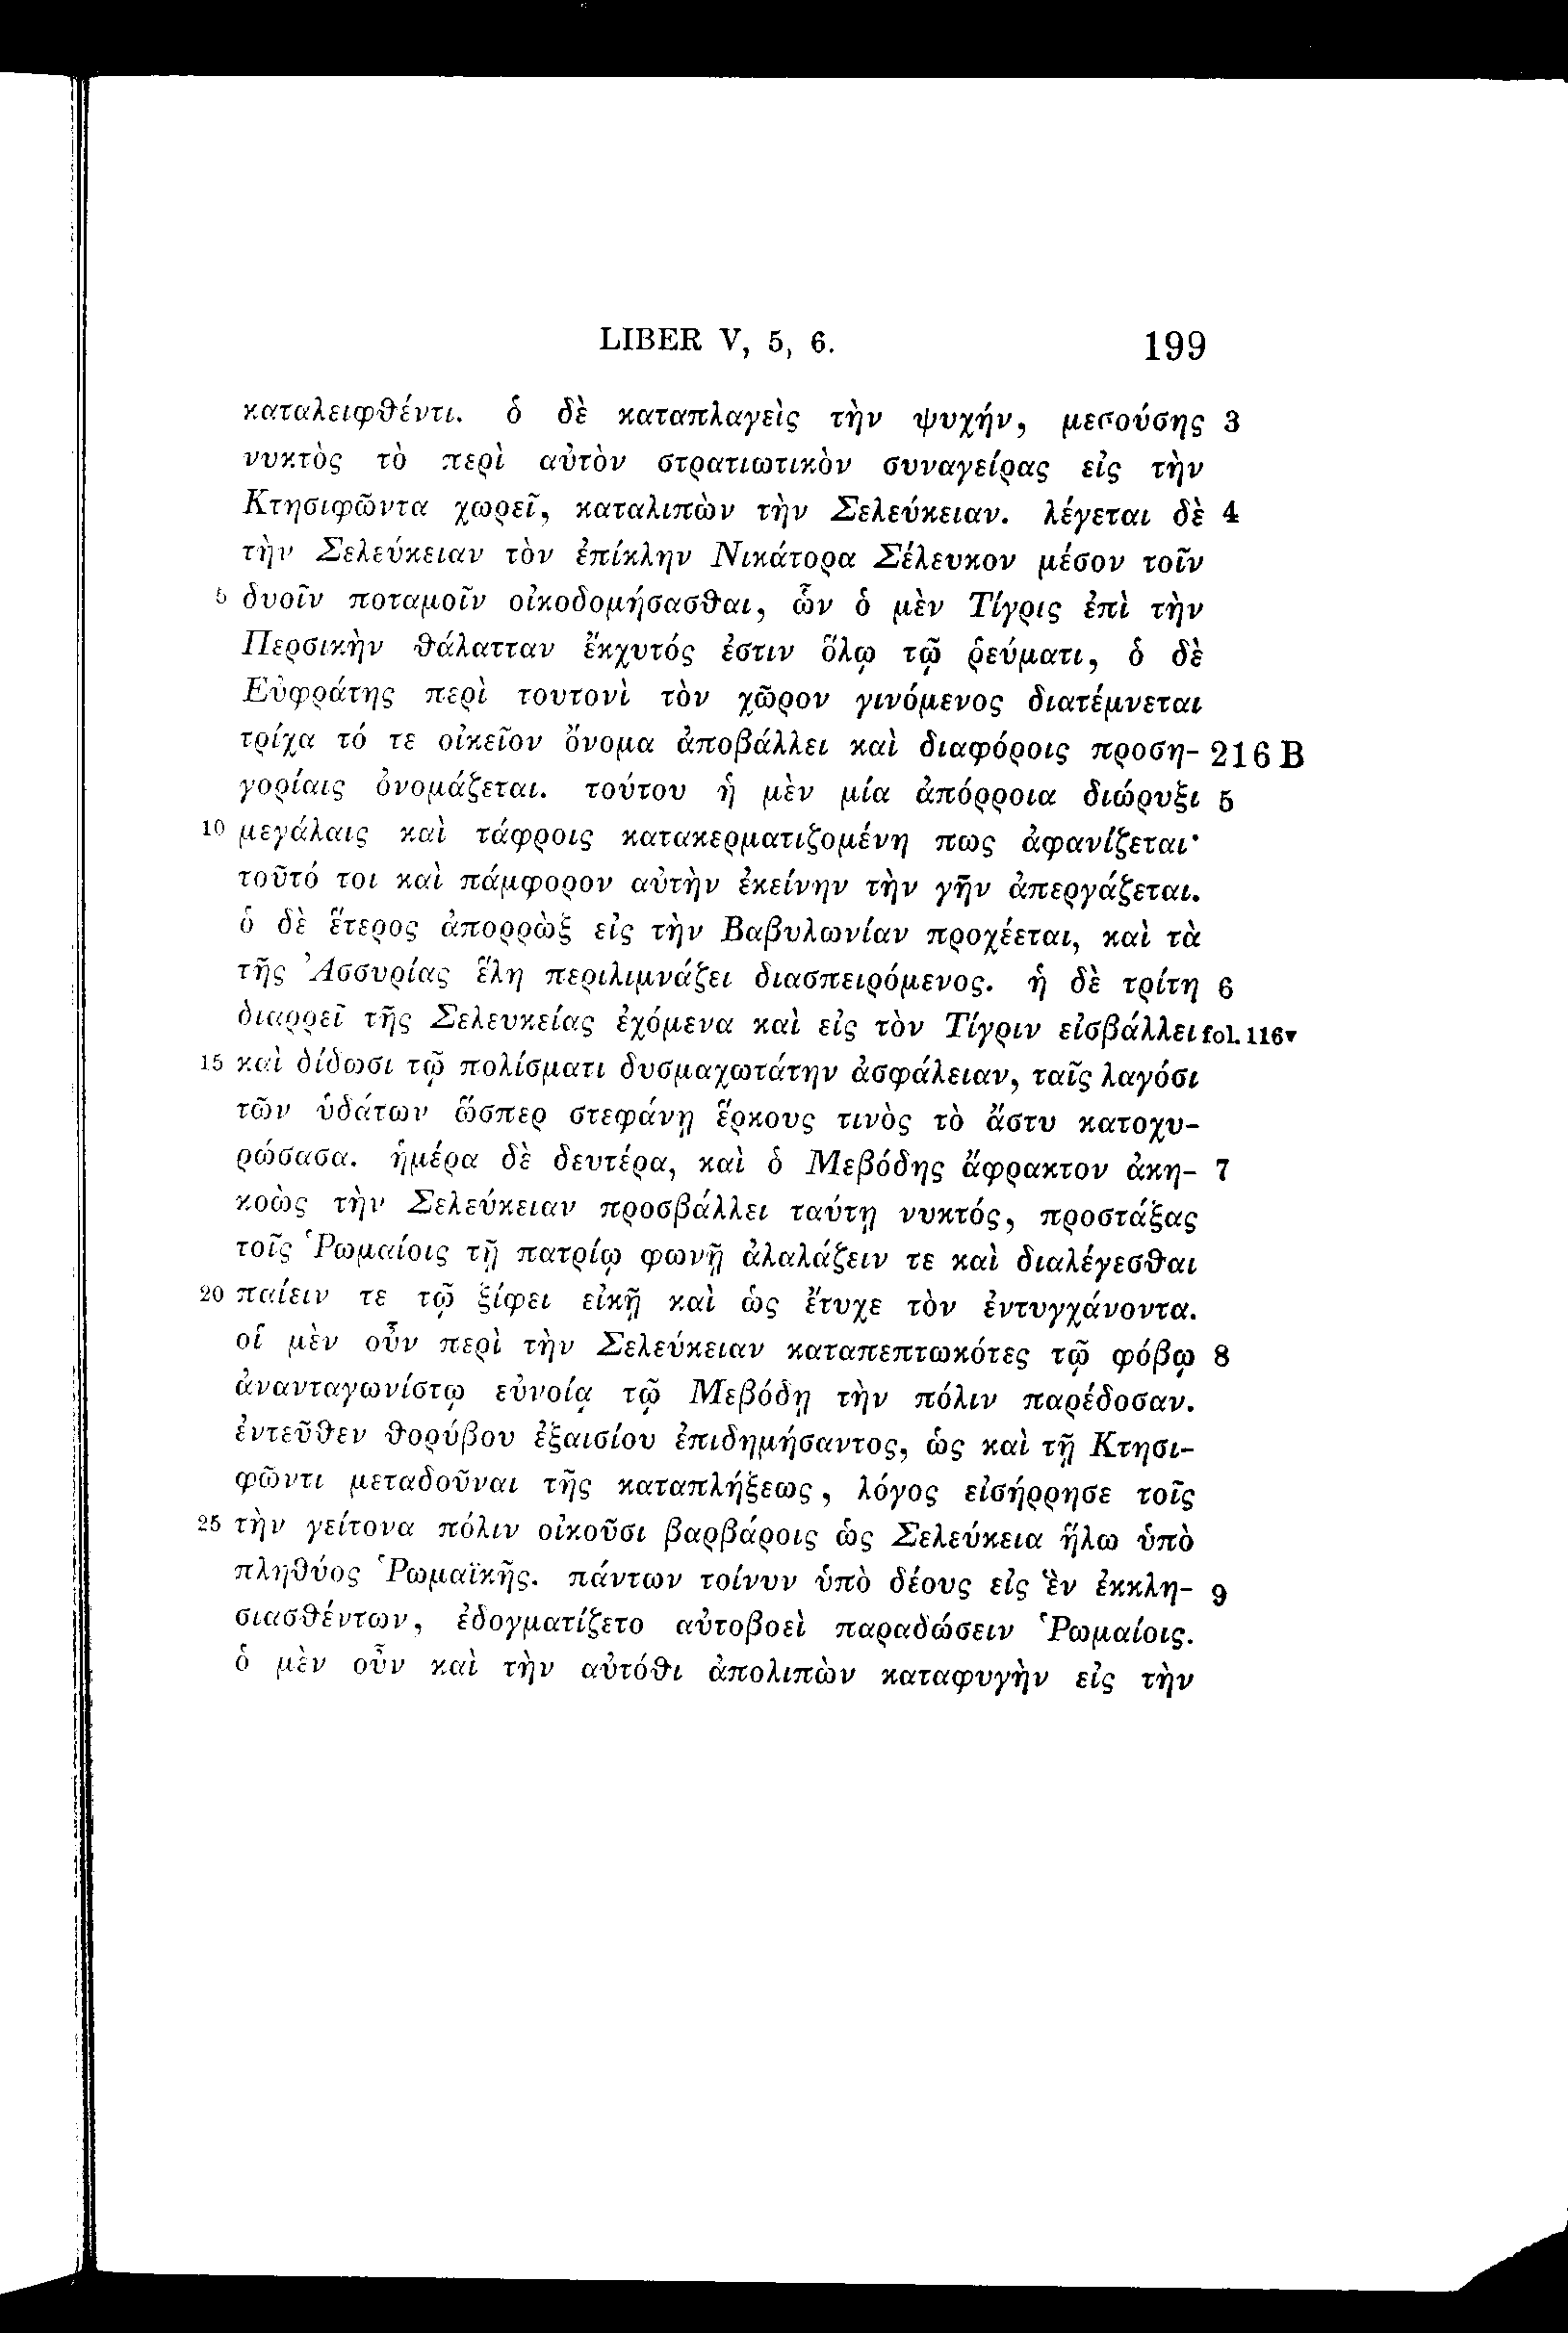 LIBER V, 5, 6. 199
καταλειφθέντι. ὁ δὲ καταπλαγεὶς τὴν ψυχήν, μεσούσης 3
νυκτὸς τὸ περὶ αὐτὸν στρατιωτικὸν συναγείρας εἰς τὴν
Κτησιφῶντα χωρεῖ, καταλιπὼν τὴν Σελεύκειαν. λέγεται δὲ 4
τὴν Σελεύκειαν τὸν ἐπίκλην Νικάτορα Σέλευκον μέσον τοῖν
5 δυοῖν ποταμοῖν οἰκοδομήσασθαι, ὧν ὁ μὲν Τίγρις ἐπὶ τὴν
Περσικὴν θάλατταν ἔκχυτός ἐστιν ὅλῳ τῷ ῥεύματι, ὁ δὲ
Εὐφράτης περὶ τουτονὶ τὸν χῶρον γινόμενος διατέμνεται
τρίχα τό τε οἰκεῖον ὄνομα ἀποβάλλει καὶ διαφόροις προση- 216 B
γορίαις ὀνομάζεται. τούτου ἡ μὲν μία ἀπόρροια διώρυξι 5
10 μεγάλαις καὶ τάφροις κατακερματιζομένη πως ἀφανίζεται·
τοῦτό τοι καὶ πάμφορον αὐτὴν ἐκείνην τὴν γῆν ἀπεργάζεται.
ὁ δὲ ἕτερος ἀπορρὼξ εἰς τὴν Βαβυλωνίαν προχέεται, καὶ τὰ
τῆς Ἀσσυρίας ἕλη περιλιμνάζει διασπειρόμενος. ἡ δὲ τρίτη 6
διαρρεῖ τῆς Σελευκείας ἐχόμενα καὶ εἰς τὸν Τίγριν εἰσβάλλει fol. 116v
15 καὶ δίδωσι τῷ πολίσματι δυσμαχωτάτην ἀσφάλειαν, ταῖς λαγόσι
τῶν ὑδάτων ὥσπερ στεφάνῃ ἕρκους τινὸς τὸ ἄστυ κατοχυ-
ρώσασα. ἡμέρα δὲ δευτέρα, καὶ ὁ Μεβόδης ἄφρακτον ἀκη- 7
κοὼς τὴν Σελεύκειαν προσβάλλει ταύτῃ νυκτός, προστάξας
τοῖς Ῥωμαίοις τῇ πατρίῳ φωνῇ ἀλαλάζειν τε καὶ διαλέγεσθαι
20 παίειν τε τῷ ξίφει εἰκῇ καὶ ὡς ἔτυχε τὸν ἐντυγχάνοντα.
οἱ μὲν οὖν περὶ τὴν Σελεύκειαν καταπεπτωκότες τῷ φόβῳ 8
ἀνανταγωνίστῳ εὐνοίᾳ τῷ Μεβόδῃ τὴν πόλιν παρέδοσαν.
ἐντεῦθεν θορύβου ἐξαισίου ἐπιδημήσαντος, ὡς καὶ τῇ Κτησι-
φῶντι μεταδοῦναι τῆς καταπλήξεως, λόγος εἰσήρρησε τοῖς
25 τὴν γείτονα πόλιν οἰκοῦσι βαρβάροις ὡς Σελεύκεια ἥλω ὑπὸ
πληθύος Ῥωμαϊκῆς. πάντων τοίνυν ὑπὸ δέους εἰς ἓν ἐκκλη- 9
σιασθέντων, ἐδογματίζετο αὐτοβοεὶ παραδώσειν Ῥωμαίοις.
ὁ μὲν οὖν καὶ τὴν αὐτόθι ἀπολιπὼν καταφυγὴν εἰς τὴν